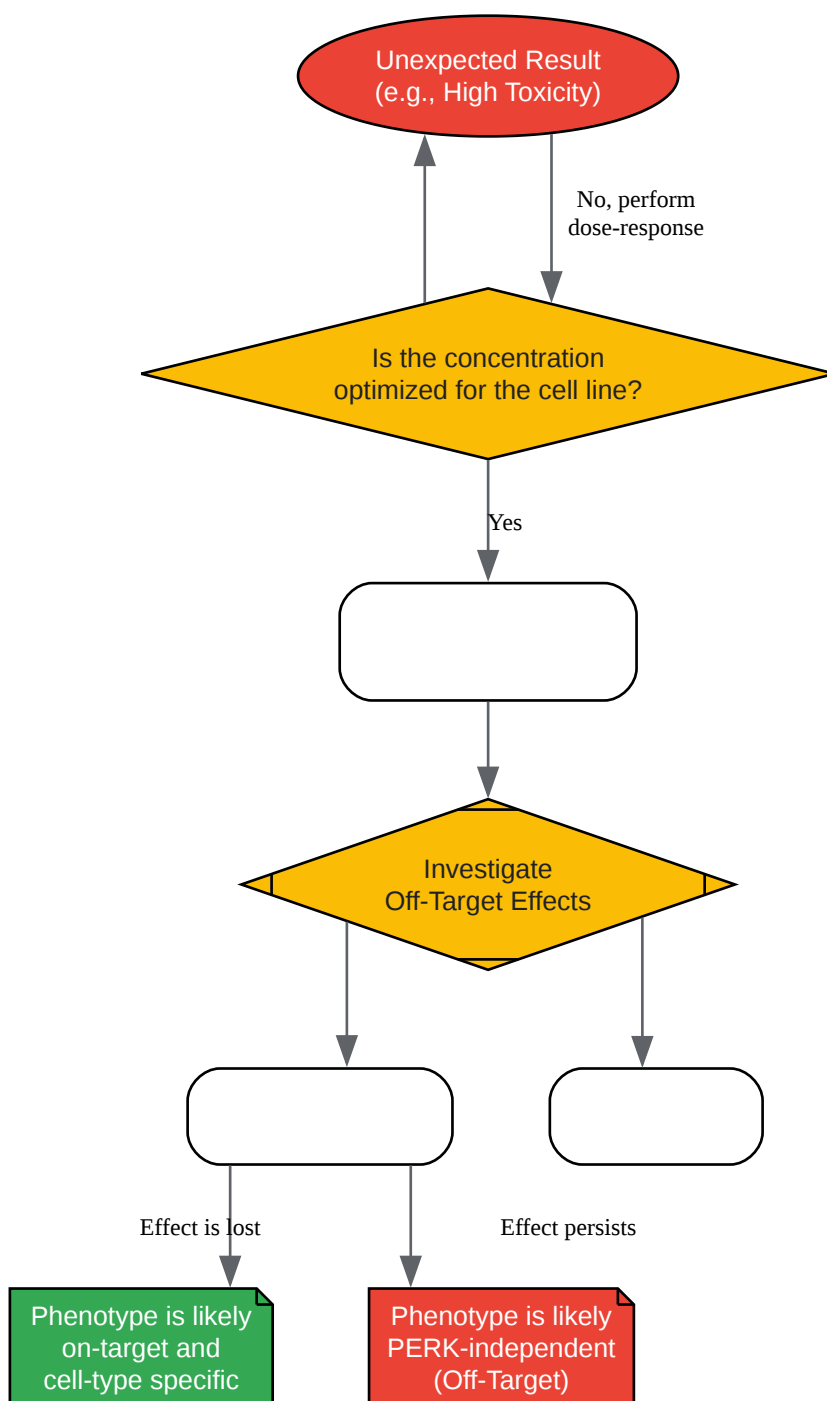 Unexpected Result
(e.g., High Toxicity)
No, perform
dose-response
Is the concentration
optimized for the cell line?
Yes
Investigate
Off-Target Effects
Effect is lost
Effect persists
Phenotype is likely
on-target and
cell-type specific
Phenotype is likely
PERK-independent
(Off-Target)